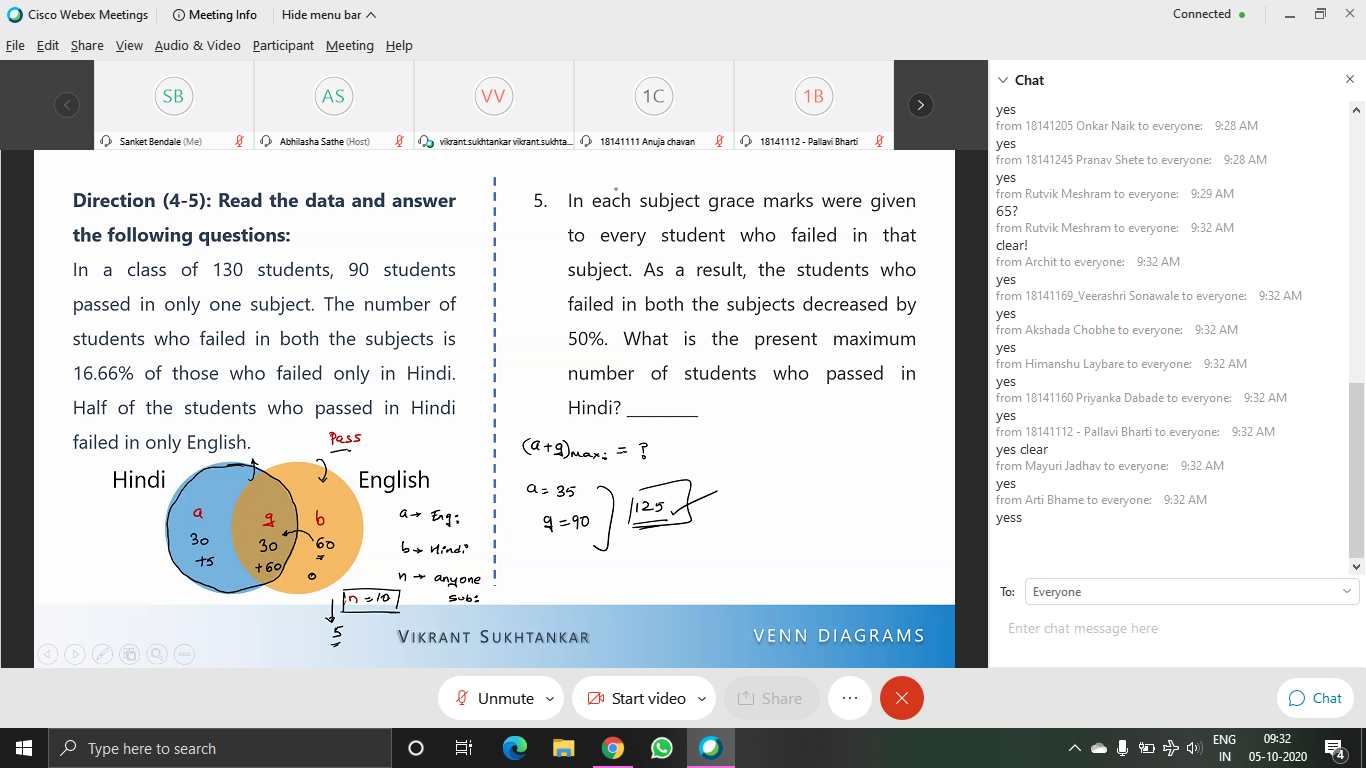 Cisco Webex Meetings
Meeting Info
Hide menu bar
Connected
File Edit Share View Audio & Video Participant Meeting Help
SB
AS
VV
1C
1B
Sanket Bendale (Me)
Abhilasha Sathe (Host)
vikrant.sukhtankar vikrant.sukhta...
18141111 Anuja chavan
18141112 - Pallavi Bharti
Direction (4-5): Read the data and answer
the following questions:
In a class of 130 students, 90 students
passed in only one subject. The number of
students who failed in both the subjects is
16.66% of those who failed only in Hindi.
Half of the students who passed in Hindi
failed in only English.
Pass
Hindi
English
a
g
b
30
30
60
+5
+60
0
n = 10
5
a → Eng:
b → Hindi
n → anyone
sub:
5. In each subject grace marks were given
to every student who failed in that
subject. As a result, the students who
failed in both the subjects decreased by
50%. What is the present maximum
number of students who passed in
Hindi? ________
(a+g)max: = ?
a = 35
g = 90
125
VIKRANT SUKHTANKAR
VENN DIAGRAMS
Chat
yes
from 18141205 Onkar Naik to everyone: 9:28 AM
yes
from 18141245 Pranav Shete to everyone: 9:28 AM
yes
from Rutvik Meshram to everyone: 9:29 AM
65?
from Rutvik Meshram to everyone: 9:32 AM
clear!
from Archit to everyone: 9:32 AM
yes
from 18141169_Veerashri Sonawale to everyone: 9:32 AM
yes
from Akshada Chobhe to everyone: 9:32 AM
yes
from Himanshu Laybare to everyone: 9:32 AM
yes
from 18141160 Priyanka Dabade to everyone: 9:32 AM
yes
from 18141112 - Pallavi Bharti to everyone: 9:32 AM
yes clear
from Mayuri Jadhav to everyone: 9:32 AM
yes
from Arti Bhame to everyone: 9:32 AM
yess
To: Everyone
Enter chat message here
Unmute
Start video
Share
Chat
Type here to search
ENG
IN
09:32
05-10-2020
4